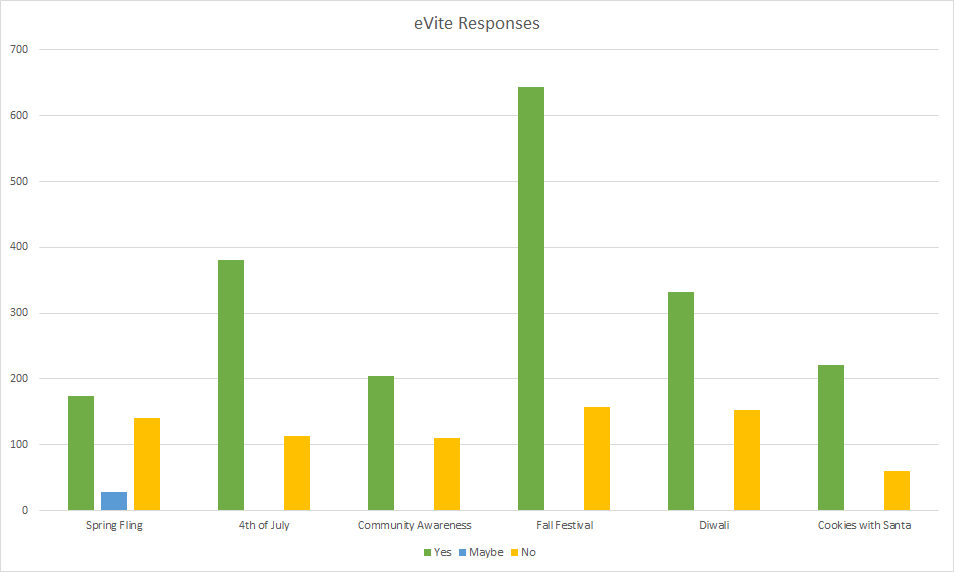 eVite Responses
700
600
500
400
300
200
100
0
Spring Fling 4th of July Community Awareness Fall Festival Diwali Cookies with Santa
Yes Maybe No